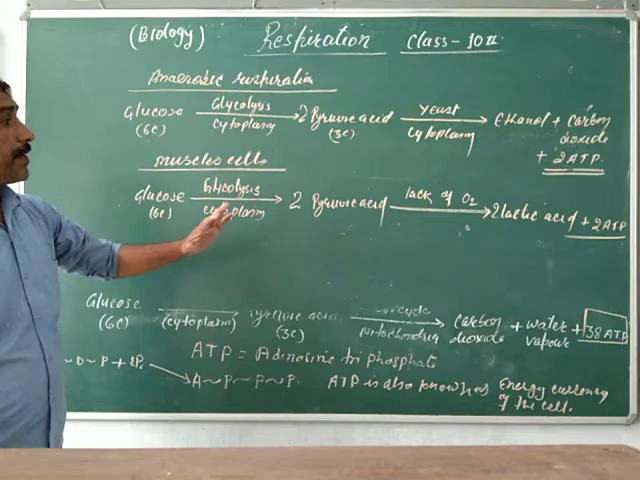 (Biology) Respiration Class-10th
Anaerobic respiration
Glucose (6C) Glycolysis cytoplasm → 2 Pyruvic acid (3C) yeast cytoplasm → Ethanol + Carbon dioxide + 2ATP
muscles cells
Glucose (6c) Glycolysis cytoplasm → 2 Pyruvic acid lack of O2 → 2 lactic acid + 2ATP
Glucose (6C) (cytoplasm) (3C) mitochondria → Carbon dioxide + water vapour + 38 ATP
ATP = Adinosine tri phosphate
P +
A~P~P~P. ATP is also known as Energy currency
of the cell.